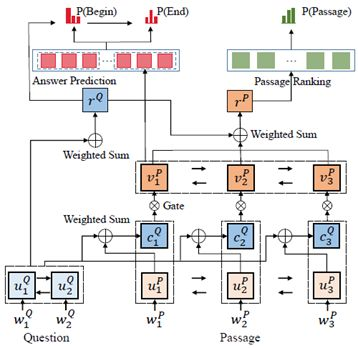 P(Begin) P(End) P(Passage)
Answer Prediction Passage Ranking
r^Q r^P
Weighted Sum Weighted Sum
v_1^P v_2^P v_3^P
Gate
Weighted Sum
c_1^Q c_2^Q c_3^Q
u_1^Q u_2^Q u_1^P u_2^P u_3^P
w_1^Q w_2^Q w_1^P w_2^P w_3^P
Question Passage